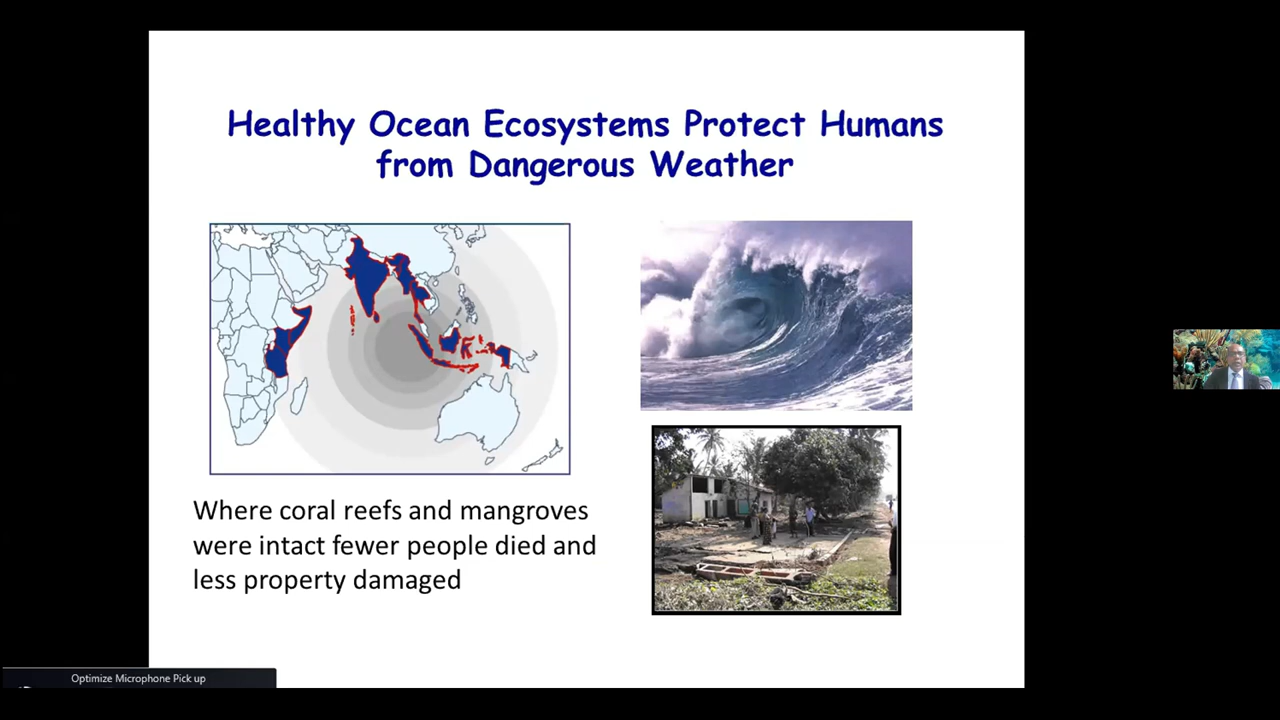 Healthy Ocean Ecosystems Protect Humans
from Dangerous Weather
Where coral reefs and mangroves
were intact fewer people died and
less property damaged
Optimize Microphone Pick up